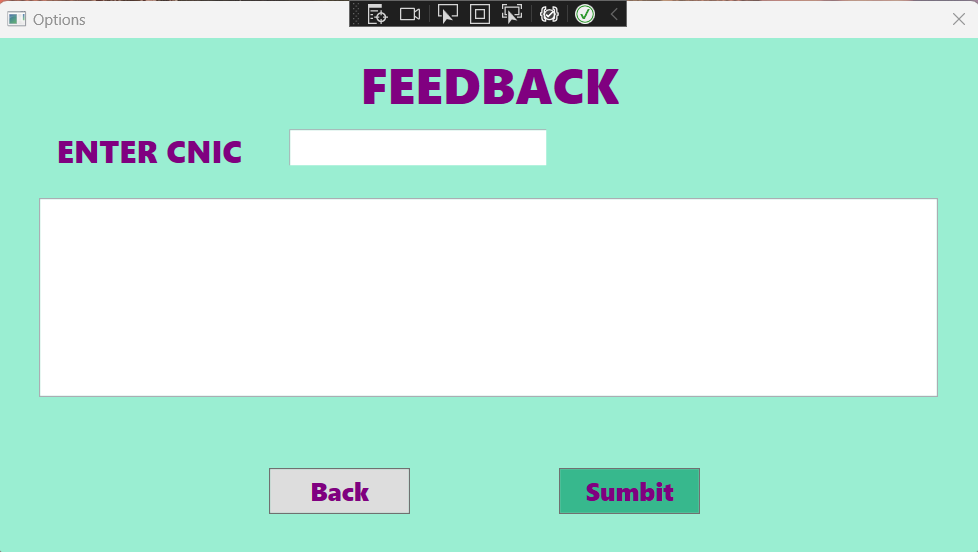 Options
FEEDBACK
ENTER CNIC
Back
Sumbit